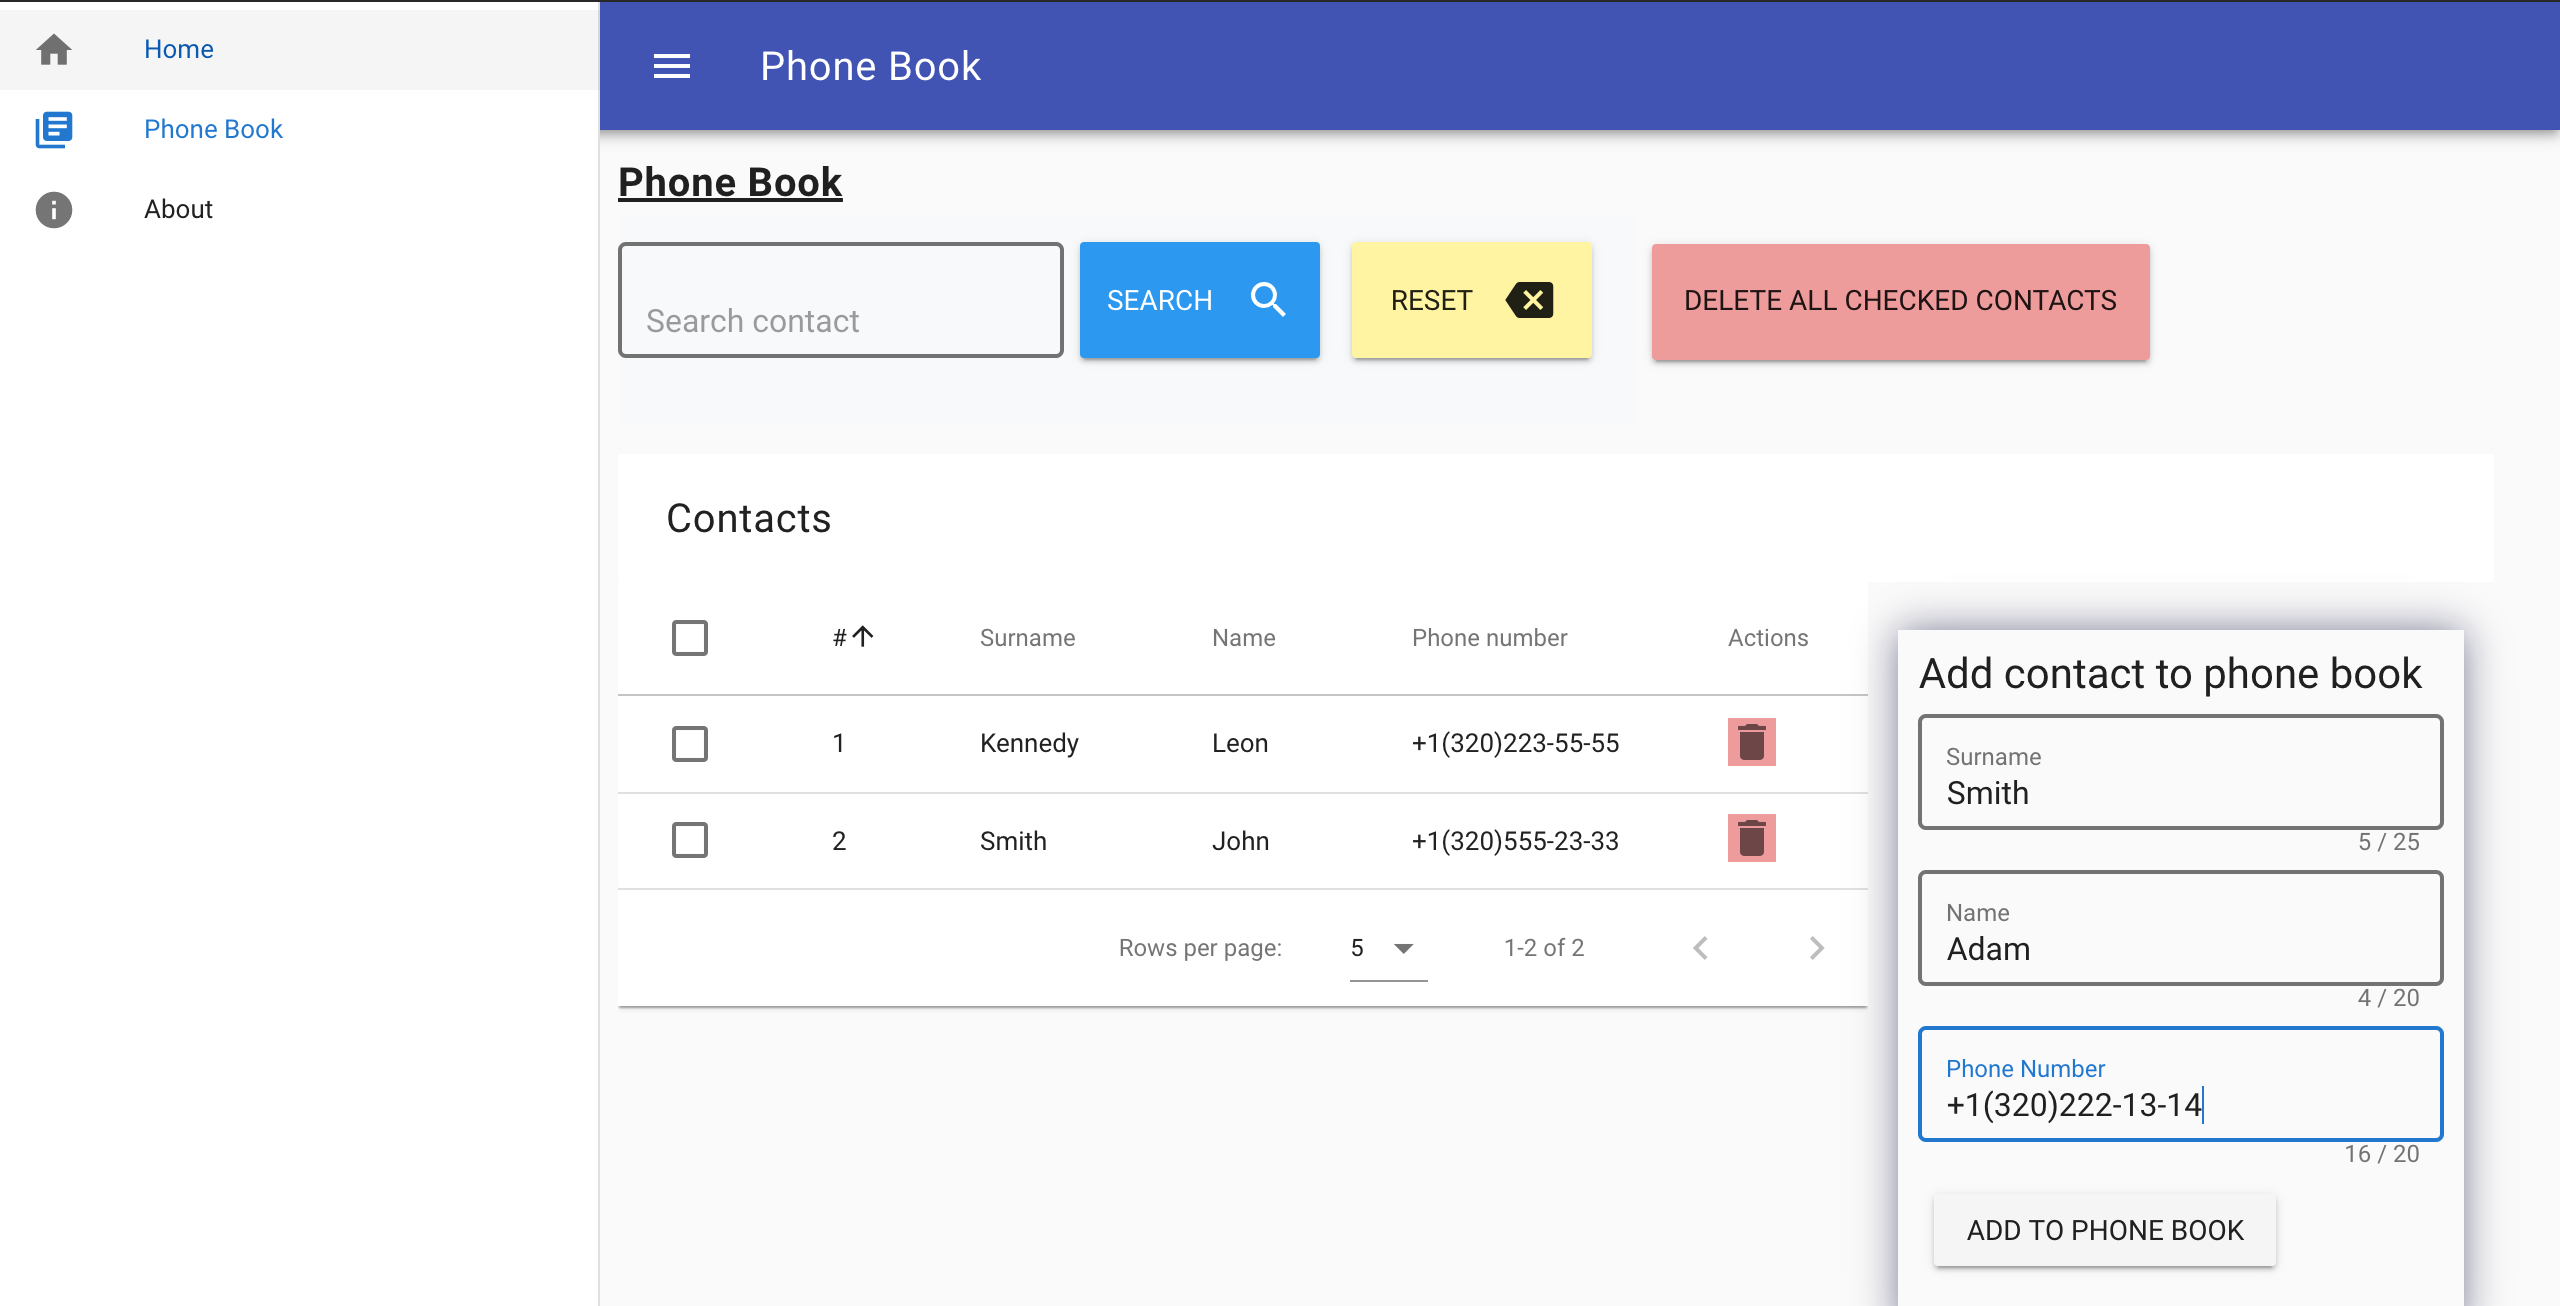 Home
Phone Book
About
Phone Book
Phone Book
Search contact
SEARCH
RESET
DELETE ALL CHECKED CONTACTS
Contacts
# Surname Name Phone number Actions
1 Kennedy Leon +1(320)223-55-55
2 Smith John +1(320)555-23-33
Rows per page: 5 1-2 of 2
Add contact to phone book
Surname
Smith
5 / 25
Name
Adam
4 / 20
Phone Number
+1(320)222-13-14
16 / 20
ADD TO PHONE BOOK